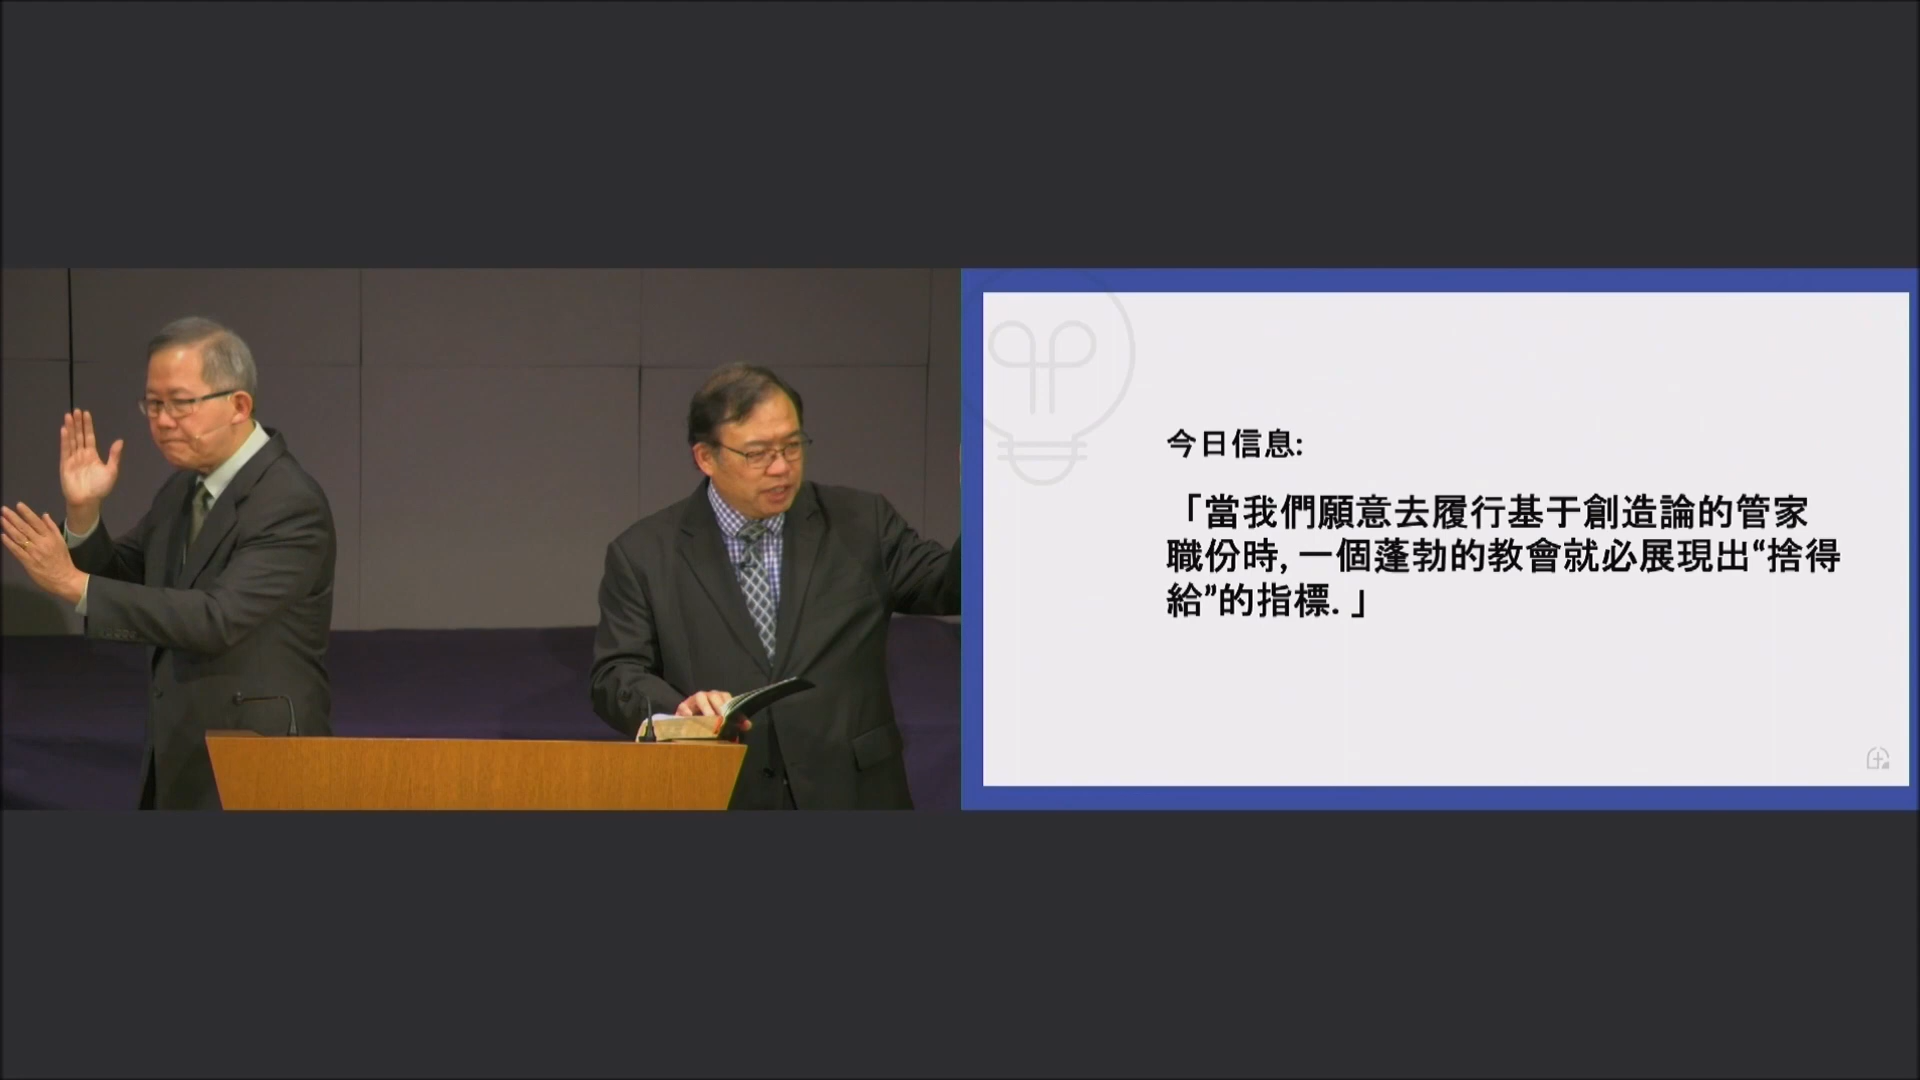 今日信息:
「當我們願意去履行基于創造論的管家
職份時, 一個蓬勃的教會就必展現出“捨得
給”的指標. 」